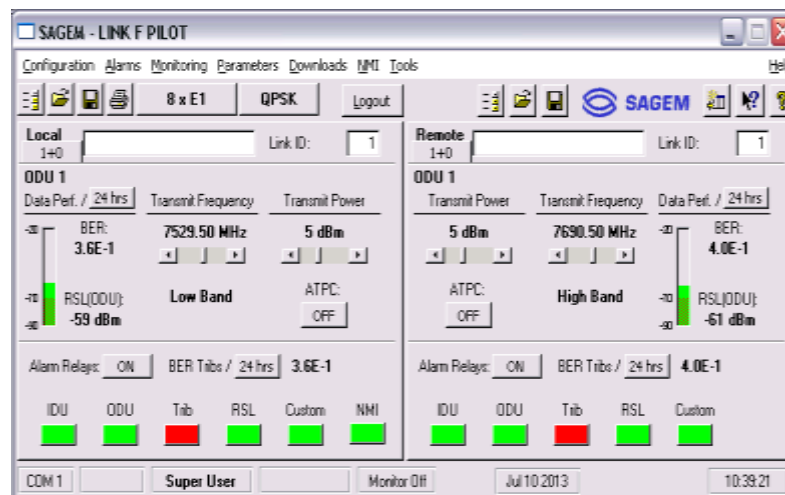 SAGEM - LINK F PILOT
Configuration Alarms Monitoring Parameters Downloads NMI Tools
8 x E1 QPSK Logout SAGEM
Local Link ID: 1 Remote Link ID: 1
1+0 1+0
ODU 1 ODU 1
Data Perf. / 24 hrs Transmit Frequency Transmit Power Transmit Power Transmit Frequency Data Perf. / 24 hrs
BER: 7529.50 MHz 5 dBm 5 dBm 7690.50 MHz BER:
3.6E-1 4.0E-1
-70 RSL(ODU): Low Band ATPC: ATPC: High Band -70 RSL(ODU):
-90 -59 dBm OFF OFF -90 -61 dBm
Alarm Relays: ON BER Tribs / 24 hrs 3.6E-1 Alarm Relays: ON BER Tribs / 24 hrs 4.0E-1
IDU ODU Trib RSL Custom NMI IDU ODU Trib RSL Custom
COM 1 Super User Monitor Off Jul 10 2013 10:39:21